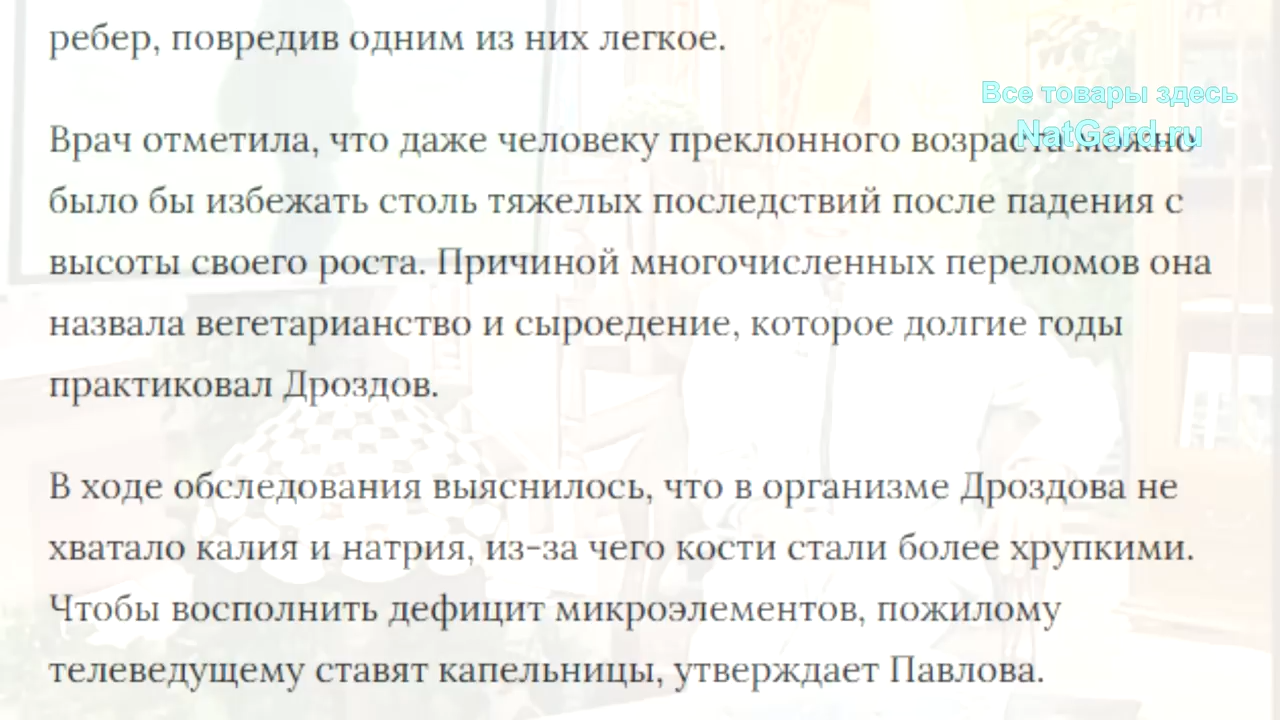 ребер, повредив одним из них легкое.
Все товары здесь
NatGard.ru
Врач отметила, что даже человеку преклонного возраста можно
было бы избежать столь тяжелых последствий после падения с
высоты своего роста. Причиной многочисленных переломов она
назвала вегетарианство и сыроедение, которое долгие годы
практиковал Дроздов.
В ходе обследования выяснилось, что в организме Дроздова не
хватало калия и натрия, из-за чего кости стали более хрупкими.
Чтобы восполнить дефицит микроэлементов, пожилому
телеведущему ставят капельницы, утверждает Павлова.